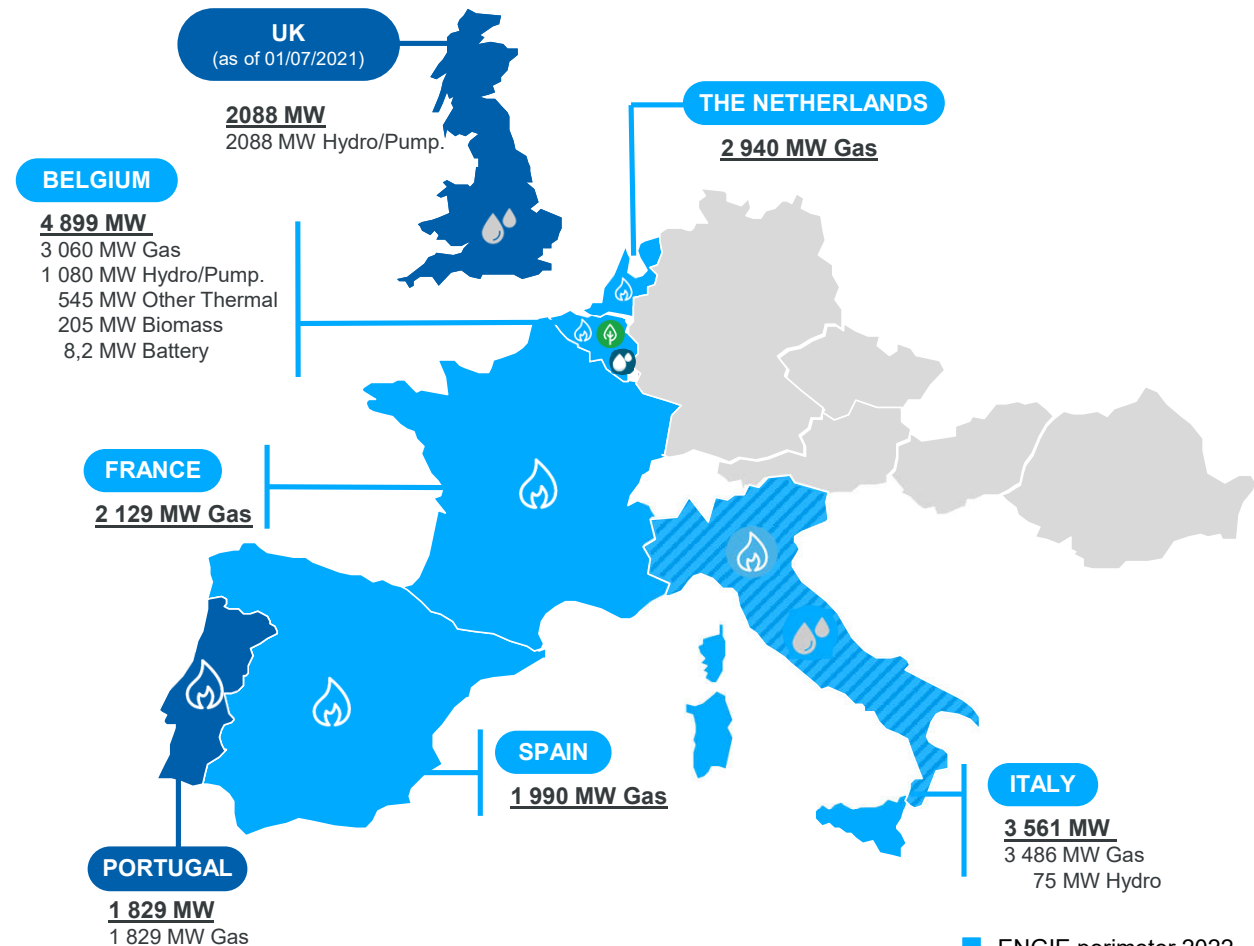 UK
(as of 01/07/2021)
2088 MW
2088 MW Hydro/Pump.
THE NETHERLANDS
2 940 MW Gas
BELGIUM
4 899 MW
3 060 MW Gas
1 080 MW Hydro/Pump.
545 MW Other Thermal
205 MW Biomass
8,2 MW Battery
FRANCE
2 129 MW Gas
SPAIN
1 990 MW Gas
ITALY
3 561 MW
3 486 MW Gas
75 MW Hydro
PORTUGAL
1 829 MW
1 829 MW Gas
ENGIE perimeter 2022